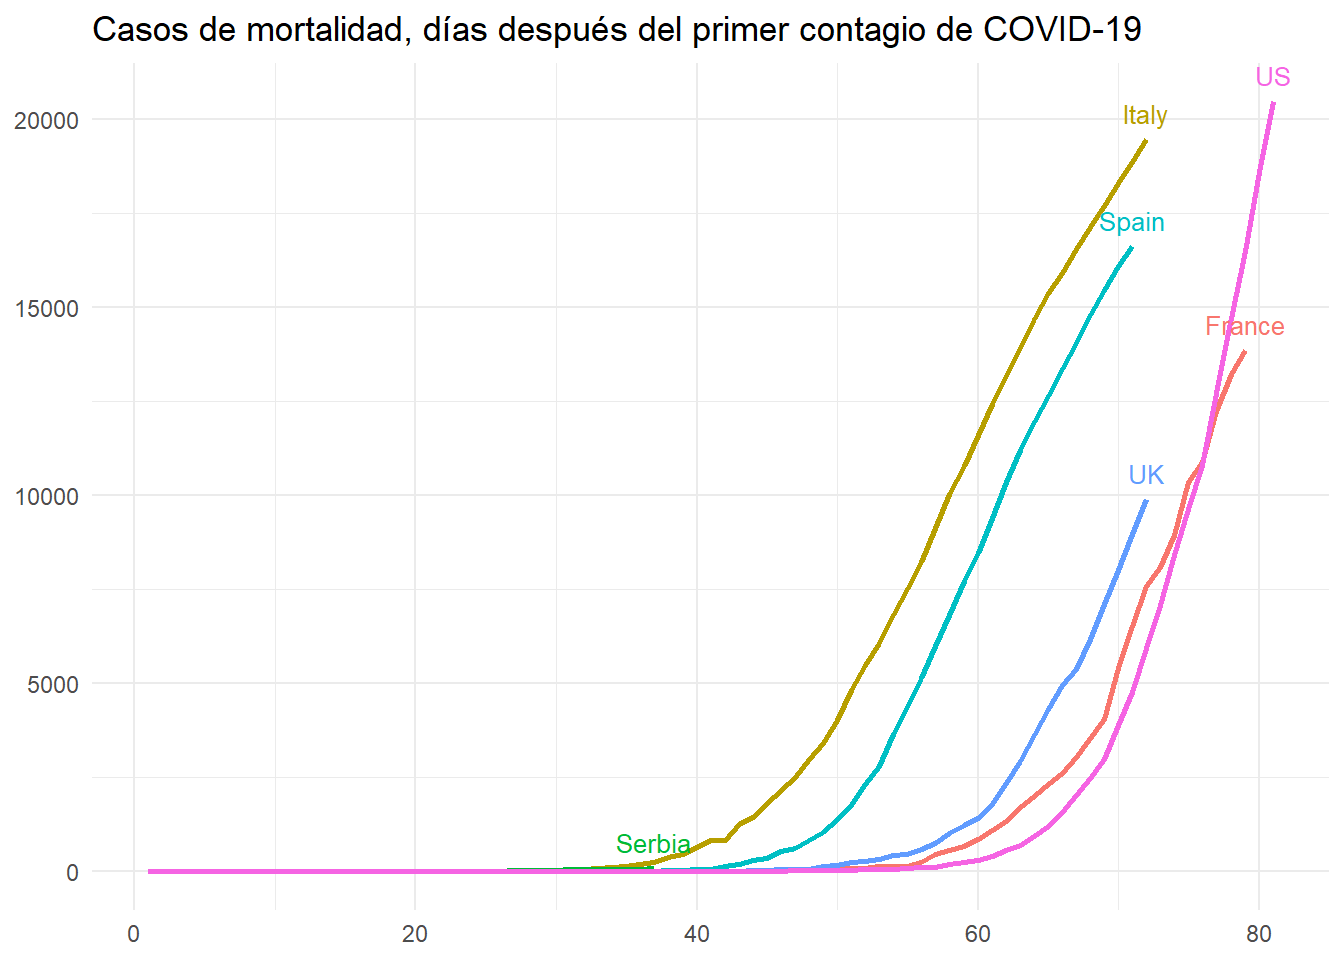 Casos de mortalidad, días después del primer contagio de COVID-19
US
20000
Italy
Spain
15000
France
10000
UK
5000
Serbia
0
0 20 40 60 80